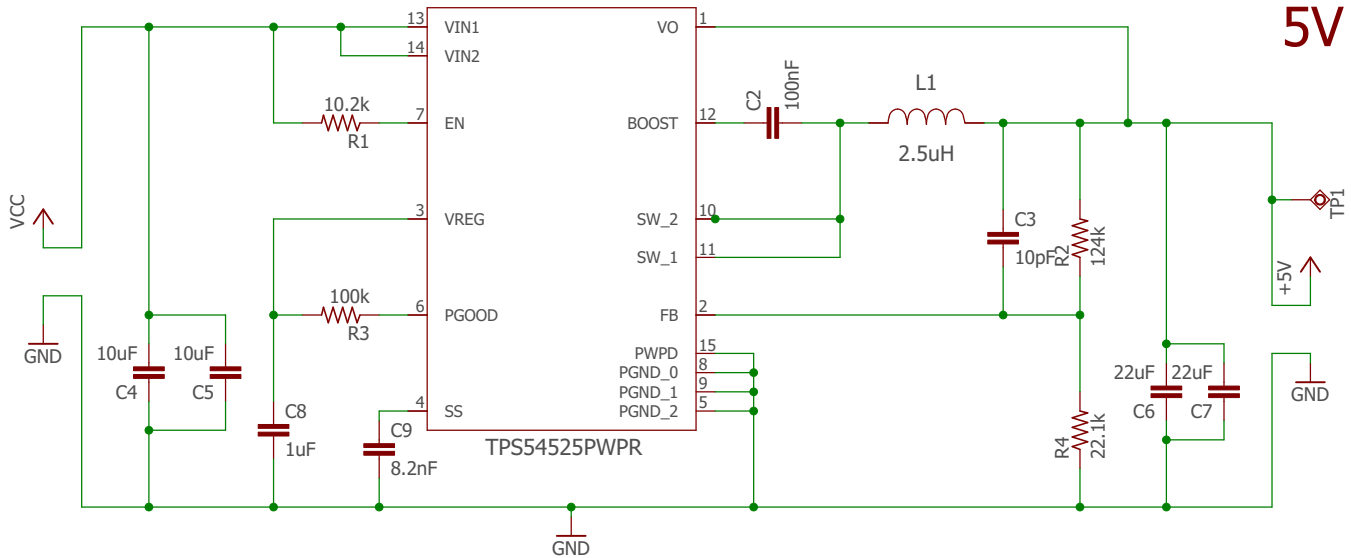 5V
13
VIN1
VO
1
14
VIN2
10.2k
7
EN
R1
BOOST
12
C2
100nF
L1
2.5uH
VCC
3
VREG
SW_2
10
SW_1
11
C3
10pF
R2
124k
TP1
+5V
100k
6
PGOOD
R3
FB
2
GND
10uF
C4
10uF
C5
PWPD
15
PGND_0
8
PGND_1
9
PGND_2
5
22uF
C6
22uF
C7
GND
4
SS
C8
1uF
C9
8.2nF
TPS54525PWPR
R4
22.1k
GND